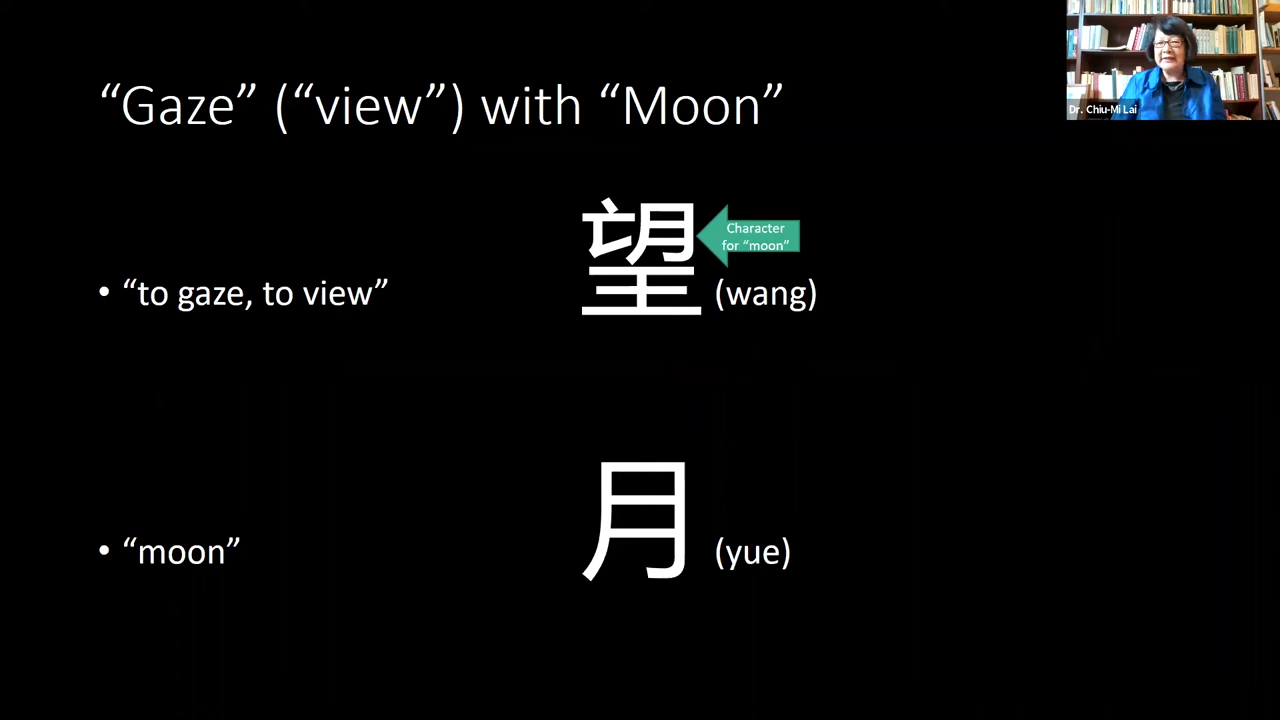 “Gaze” (“view”) with “Moon”
Dr. Chiu-Mi Lai
望
Character
for “moon”
• “to gaze, to view”
(wang)
月
• “moon”
(yue)